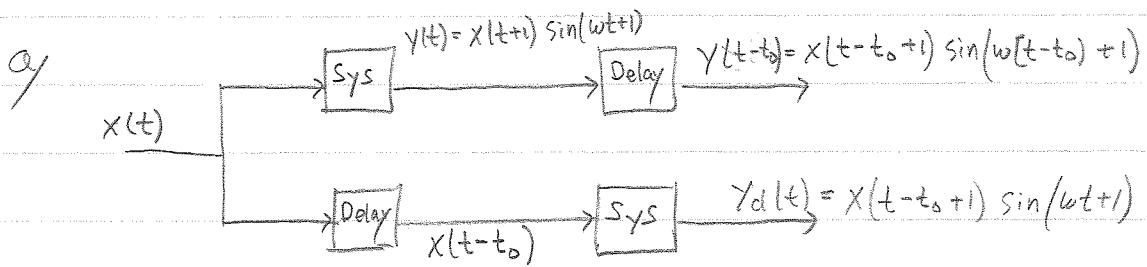 a)
y(t) = x(t+1) sin(ωt+1)
Sys
Delay
y(t-t₀) = x(t-t₀+1) sin(ω[t-t₀) +1)
x(t)
Delay
x(t-t₀)
Sys
yd(t) = x(t-t₀+1) sin(ωt+1)